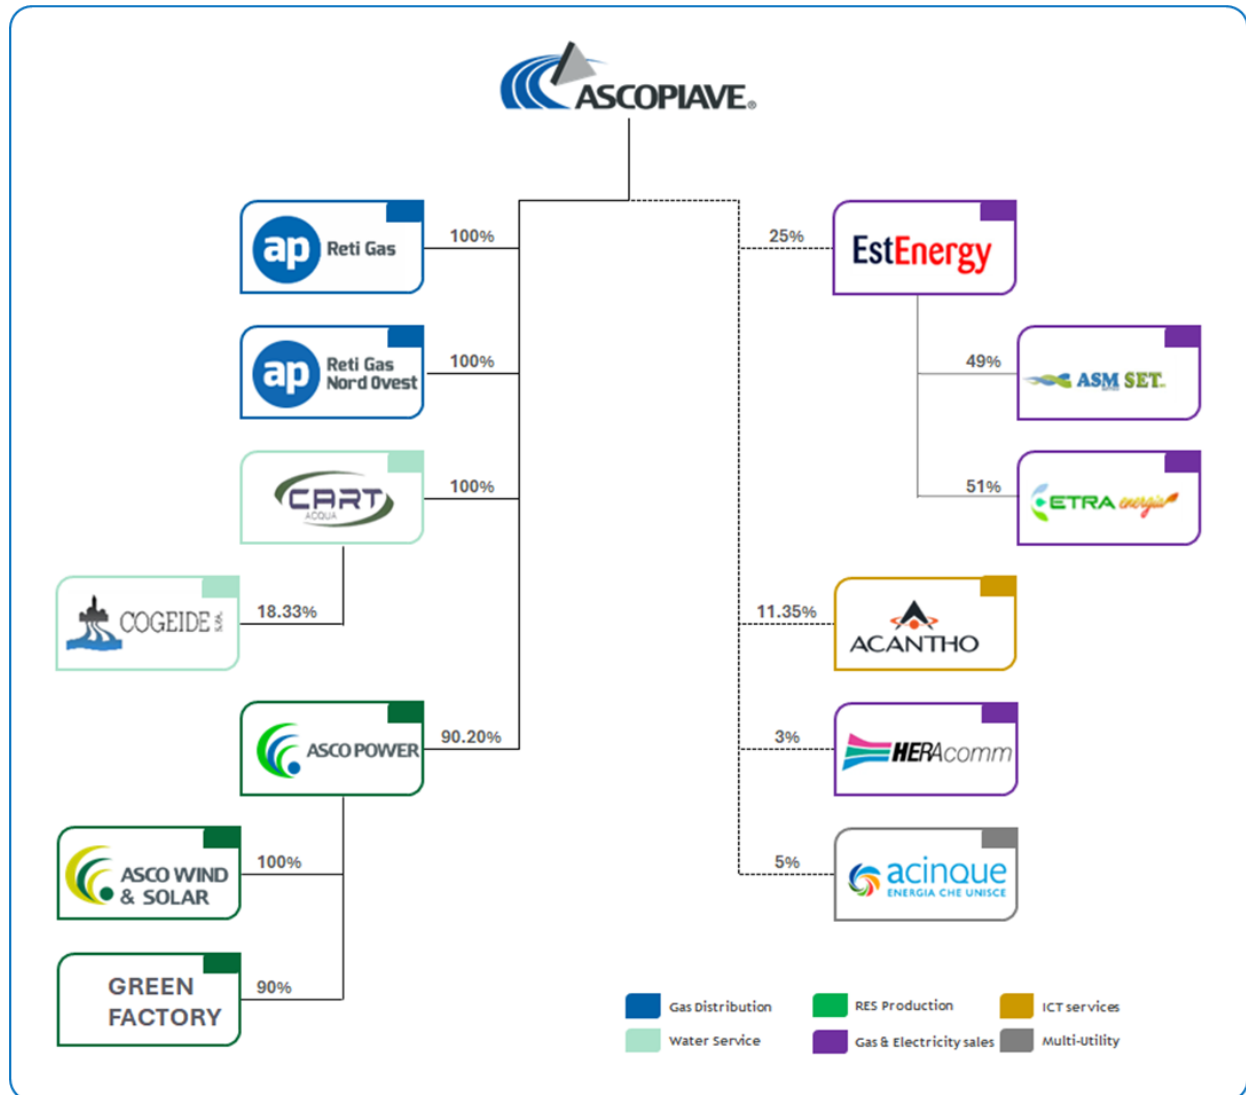 ASCOPIAVE®
ap Reti Gas
100%
25%
EstEnergy
ap Reti Gas
Nord Ovest
100%
49%
ASM SET
CART
ACQUA
100%
51%
ETRA energia
COGEIDE S.p.A.
18.33%
11.35%
ACANTHO
ASCO POWER
90.20%
3%
HERAcomm
ASCO WIND
& SOLAR
100%
5%
acinque
ENERGIA CHE UNISCE
GREEN
FACTORY
90%
Gas Distribution
RES Production
ICT services
Water Service
Gas & Electricity sales
Multi-Utility